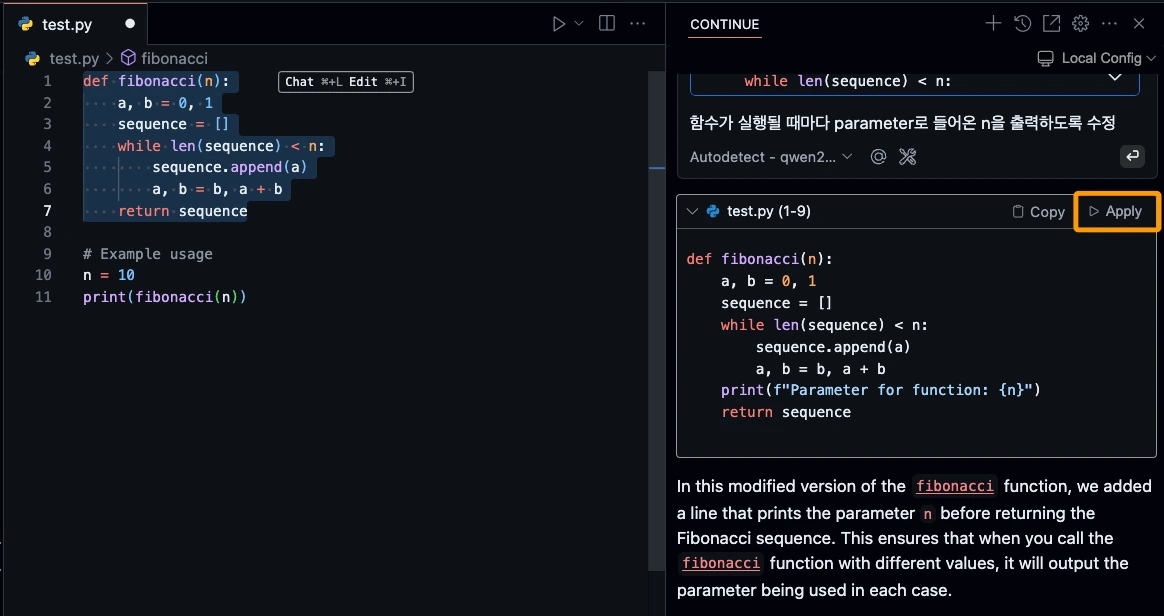 test.py
test.py > fibonacci
1 def fibonacci(n):
Chat ⌘+L Edit ⌘+I
2 a, b = 0, 1
3 sequence = []
4 while len(sequence) < n:
5 sequence.append(a)
6 a, b = b, a + b
7 return sequence
8
9 # Example usage
10 n = 10
11 print(fibonacci(n))
CONTINUE
Local Config
while len(sequence) < n:
함수가 실행될 때마다 parameter로 들어온 n을 출력하도록 수정
Autodetect - qwen2...
test.py (1-9)
Copy
Apply
def fibonacci(n):
a, b = 0, 1
sequence = []
while len(sequence) < n:
sequence.append(a)
a, b = b, a + b
print(f"Parameter for function: {n}")
return sequence
In this modified version of the fibonacci function, we added
a line that prints the parameter n before returning the
Fibonacci sequence. This ensures that when you call the
fibonacci function with different values, it will output the
parameter being used in each case.